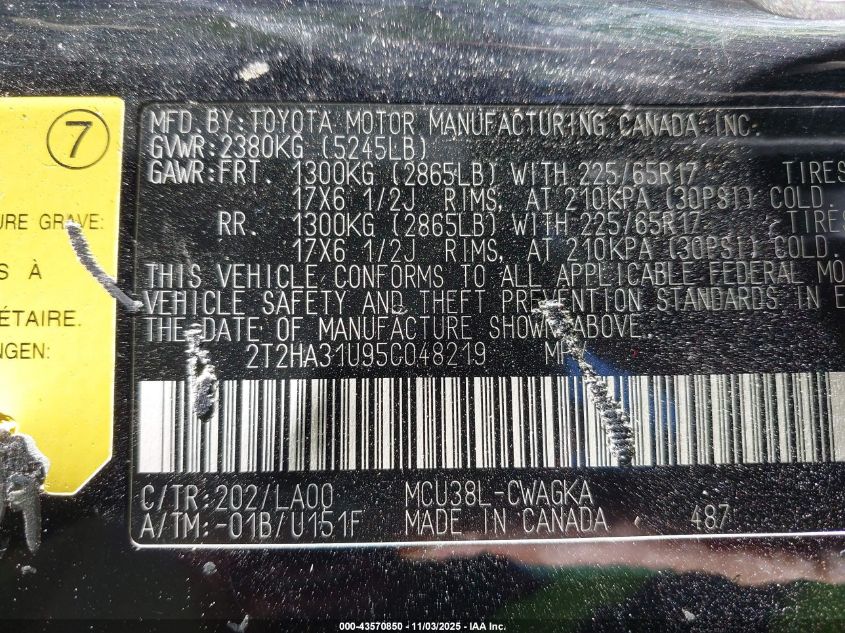 7
URE GRAVE:
S À
ÉTAIRE.
NGEN:
MFD. BY: TOYOTA MOTOR MANUFACTURING CANADA INC.
GVWR: 2380KG (5245LB)
GAWR: FRT. 1300KG (2865LB) WITH 225/65R17 TIRES
17X6 1/2J RIMS, AT 210KPA (30PSI) COLD.
RR. 1300KG (2865LB) WITH 225/65R17 TIRES
17X6 1/2J RIMS, AT 210KPA (30PSI) COLD.
THIS VEHICLE CONFORMS TO ALL APPLICABLE FEDERAL MO
VEHICLE SAFETY AND THEFT PREVENTION STANDARDS IN E
THE DATE OF MANUFACTURE SHOWN ABOVE.
2T2HA31U95C048219 MP
C/TR: 202/LA00 MCU38L-CWAGKA
A/TM: -01B/U151F MADE IN CANADA 487
000-43570850 - 11/03/2025 - IAA Inc.